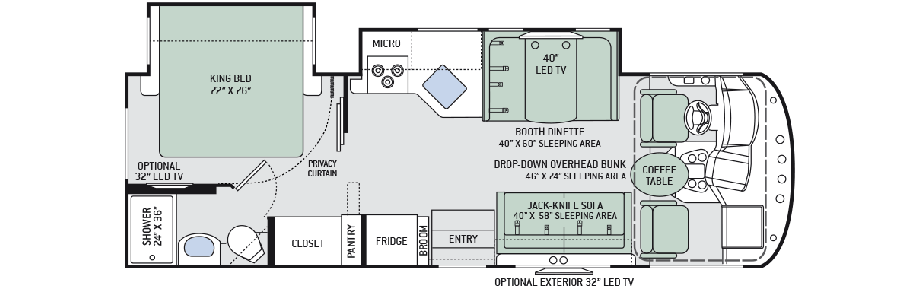 MICRO
40"
LED TV
KING BED
72" X 76"
BOOTH DINETTE
40" X 60" SLEEPING AREA
OPTIONAL
32" LED TV
PRIVACY
CURTAIN
DROP-DOWN OVERHEAD BUNK
46" X 74" SLEEPING AREA
COFFEE
TABLE
JACK-KNIFE SOFA
40" X 58" SLEEPING AREA
SHOWER
24" X 36"
CLOSET
PANTRY
FRIDGE
BROOM
ENTRY
OPTIONAL EXTERIOR 32" LED TV